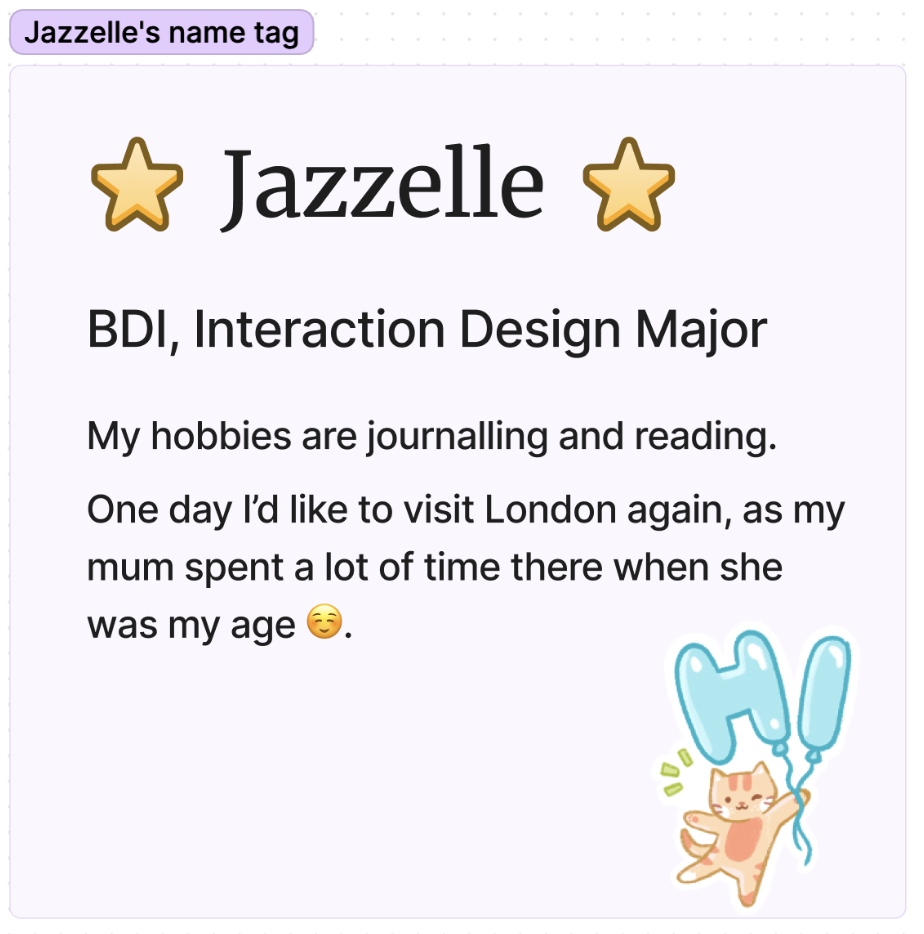 Jazzelle's name tag
⭐ Jazzelle ⭐
BDI, Interaction Design Major
My hobbies are journalling and reading.
One day I’d like to visit London again, as my
mum spent a lot of time there when she
was my age ☺️.
HI